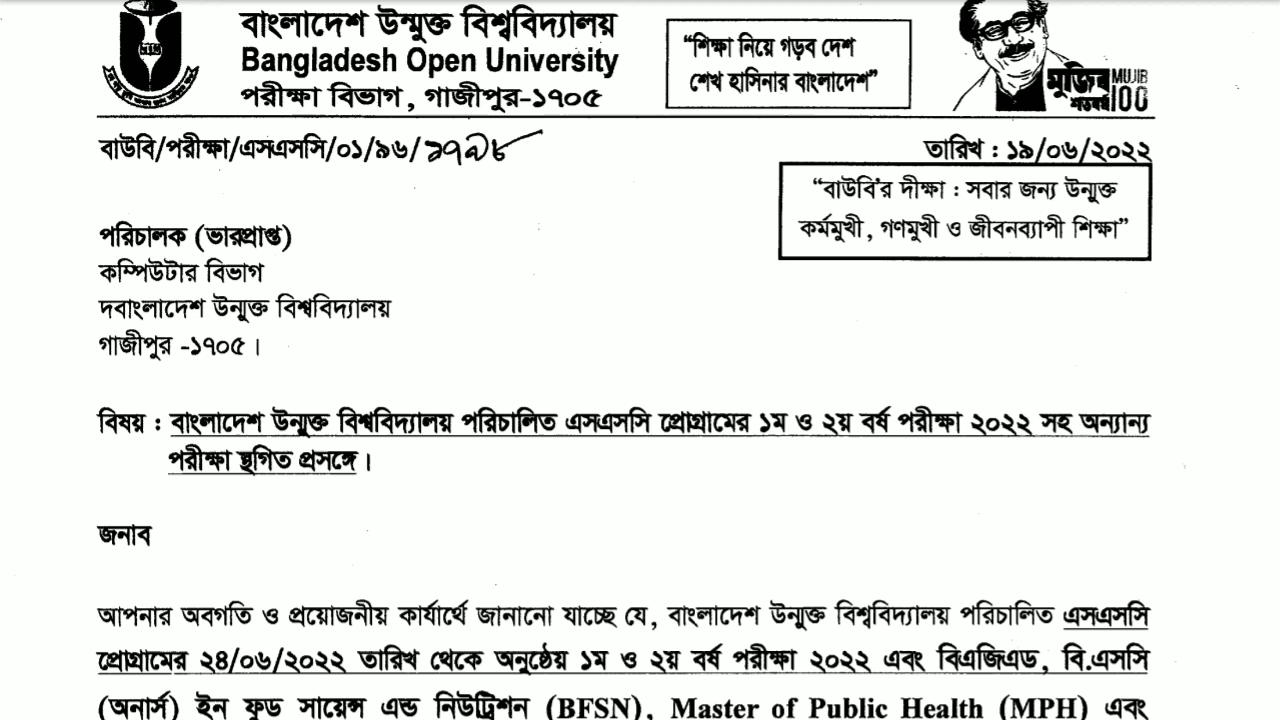 বাংলাদেশ উন্মুক্ত বিশ্ববিদ্যালয়
Bangladesh Open University
পরীক্ষা বিভাগ, গাজীপুর-১৭০৫
“শিক্ষা নিয়ে গড়ব দেশ
শেখ হাসিনার বাংলাদেশ”
মুজিব MUJIB
শতবর্ষ 100
বাউবি/পরীক্ষা/এসএসসি/০১/৯৬/১৭৯৮
তারিখ : ১৯/০৬/২০২২
“বাউবি’র দীক্ষা : সবার জন্য উন্মুক্ত
কর্মমুখী, গণমুখী ও জীবনব্যাপী শিক্ষা”
পরিচালক (ভারপ্রাপ্ত)
কম্পিউটার বিভাগ
দবাংলাদেশ উন্মুক্ত বিশ্ববিদ্যালয়
গাজীপুর -১৭০৫।
বিষয় : বাংলাদেশ উন্মুক্ত বিশ্ববিদ্যালয় পরিচালিত এসএসসি প্রোগ্রামের ১ম ও ২য় বর্ষ পরীক্ষা ২০২২ সহ অন্যান্য
পরীক্ষা স্থগিত প্রসঙ্গে।
জনাব
আপনার অবগতি ও প্রয়োজনীয় কার্যার্থে জানানো যাচ্ছে যে, বাংলাদেশ উন্মুক্ত বিশ্ববিদ্যালয় পরিচালিত এসএসসি
প্রোগ্রামের ২৪/০৬/২০২২ তারিখ থেকে অনুষ্ঠেয় ১ম ও ২য় বর্ষ পরীক্ষা ২০২২ এবং বিএজিএড, বি.এসসি
(অনার্স) ইন ফুড সায়েন্স এন্ড নিউট্রিশন (BFSN), Master of Public Health (MPH) এবং